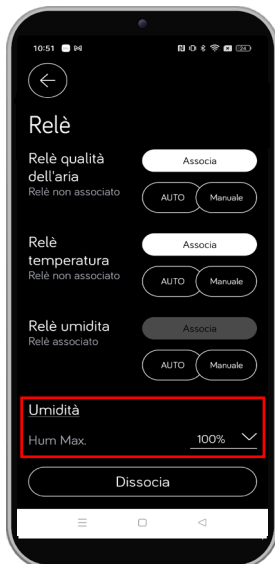 10:51
Relè
Relè qualità
dell'aria
Relè non associato
Associa
AUTO Manuale
Relè
temperatura
Relè non associato
Associa
AUTO Manuale
Relè umidita
Relè associato
Associa
AUTO Manuale
Umidità
Hum Max. 100%
Dissocia